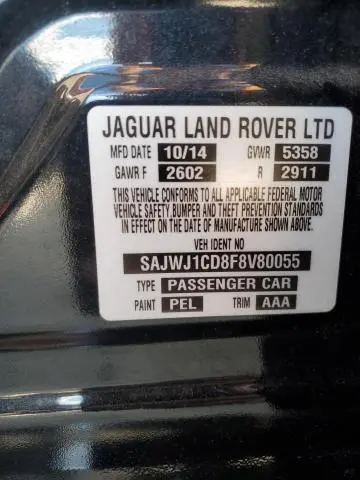 JAGUAR LAND ROVER LTD
MFD DATE 10/14 GVWR 5358
GAWR F 2602 R 2911
THIS VEHICLE CONFORMS TO ALL APPLICABLE FEDERAL MOTOR
VEHICLE SAFETY, BUMPER AND THEFT PREVENTION STANDARDS
IN EFFECT ON THE DATE OF MANUFACTURE SHOWN ABOVE.
VEH IDENT NO
SAJWJ1CD8F8V80055
TYPE PASSENGER CAR
PAINT PEL TRIM AAA